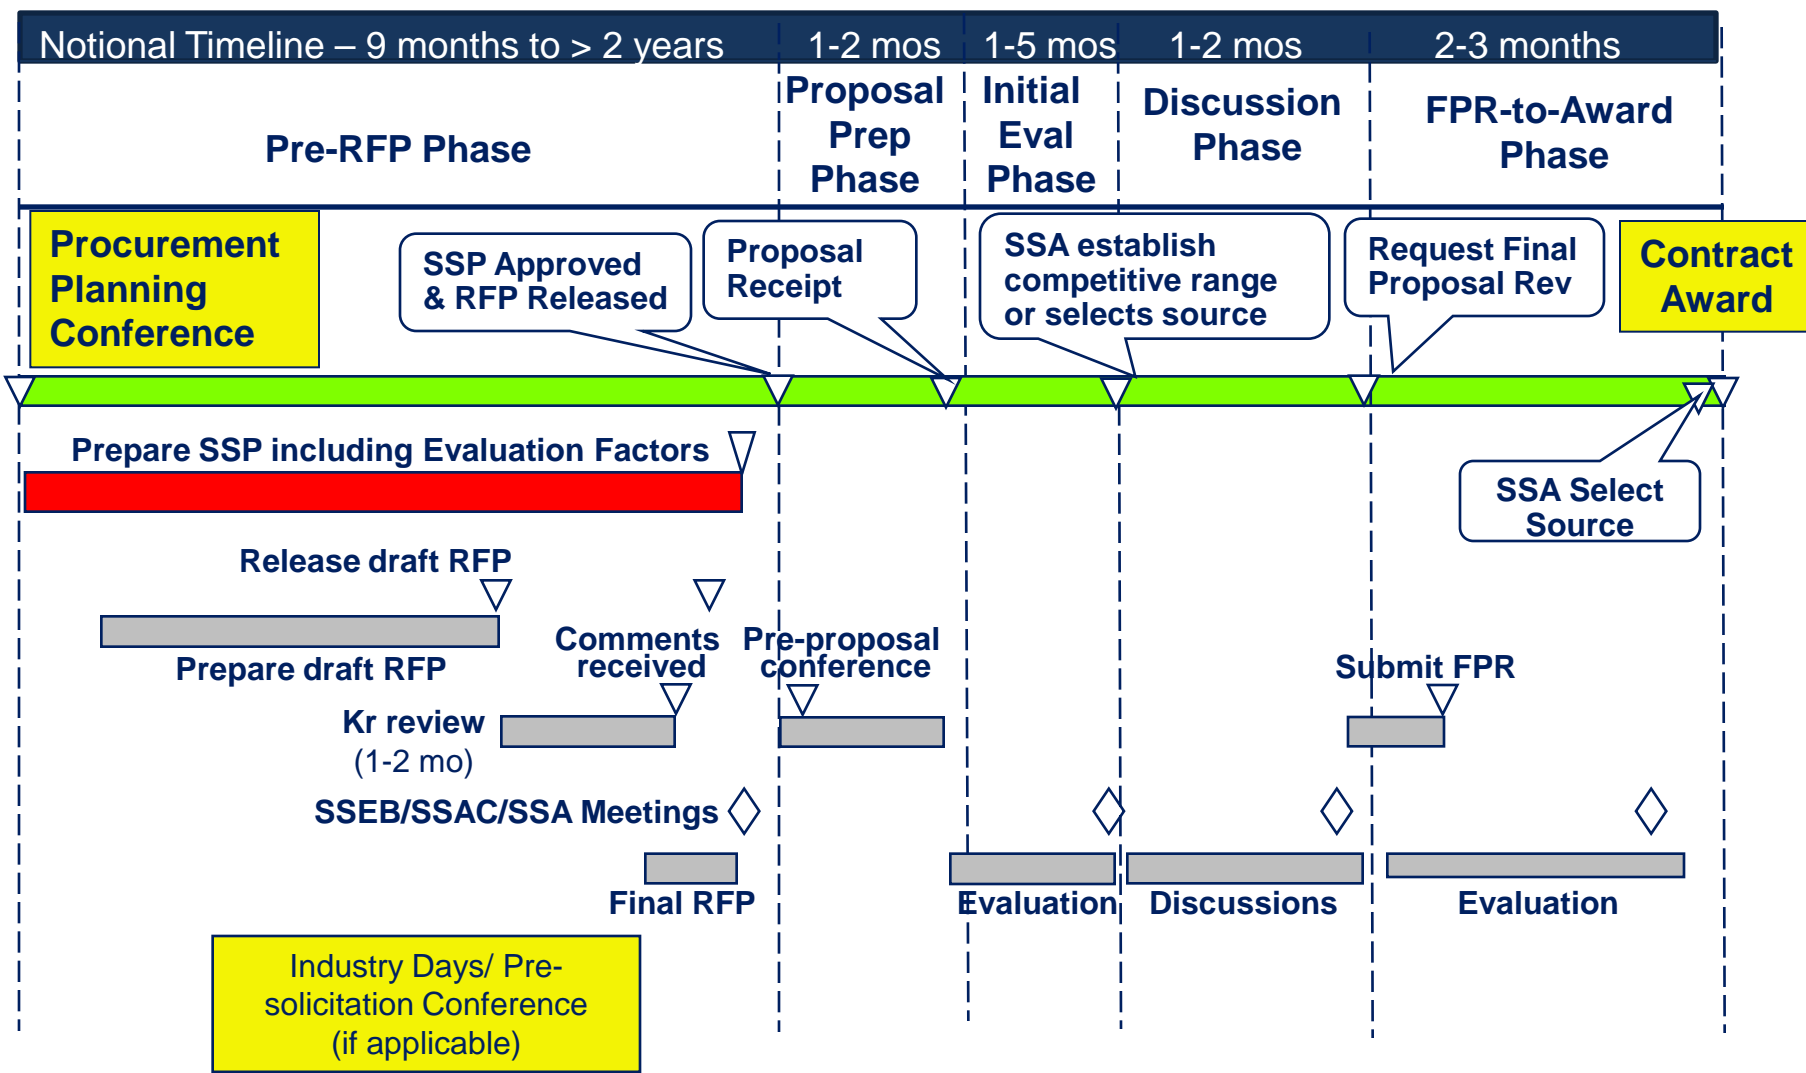 Notional Timeline – 9 months to > 2 years
1-2 mos
1-5 mos
1-2 mos
2-3 months
Pre-RFP Phase
Proposal
Prep
Phase
Initial
Eval
Phase
Discussion
Phase
FPR-to-Award
Phase
Procurement
Planning
Conference
SSP Approved
& RFP Released
Proposal
Receipt
SSA establish
competitive range
or selects source
Request Final
Proposal Rev
Contract
Award
Prepare SSP including Evaluation Factors
SSA Select
Source
Release draft RFP
Prepare draft RFP
Comments
received
Pre-proposal
conference
Submit FPR
Kr review
(1-2 mo)
SSEB/SSAC/SSA Meetings
Final RFP
Evaluation
Discussions
Evaluation
Industry Days/ Pre-
solicitation Conference
(if applicable)